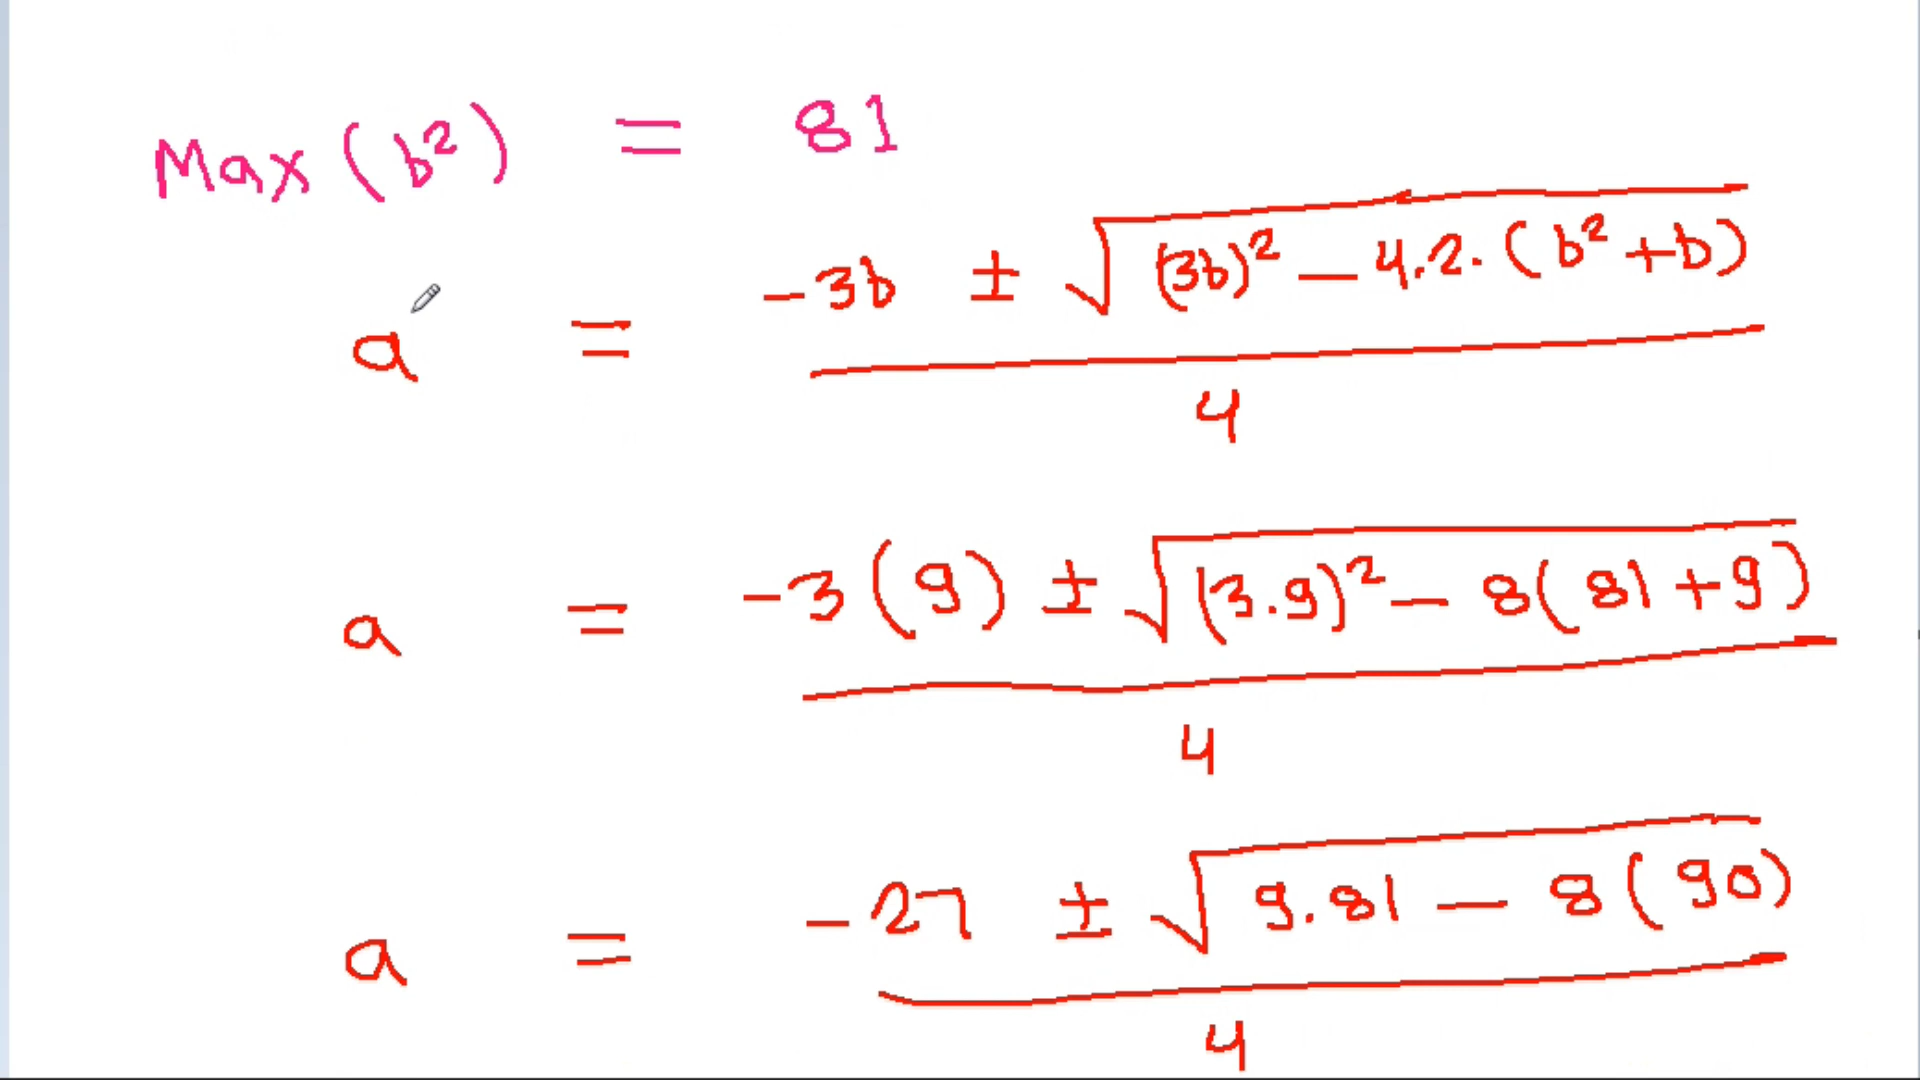 Max(b²) = 81
a = (-3b ± √((3b)² - 4.2.(b²+b))) / 4
a = (-3(9) ± √((3.9)² - 8(81+9))) / 4
a = (-27 ± √(9.81 - 8(90))) / 4